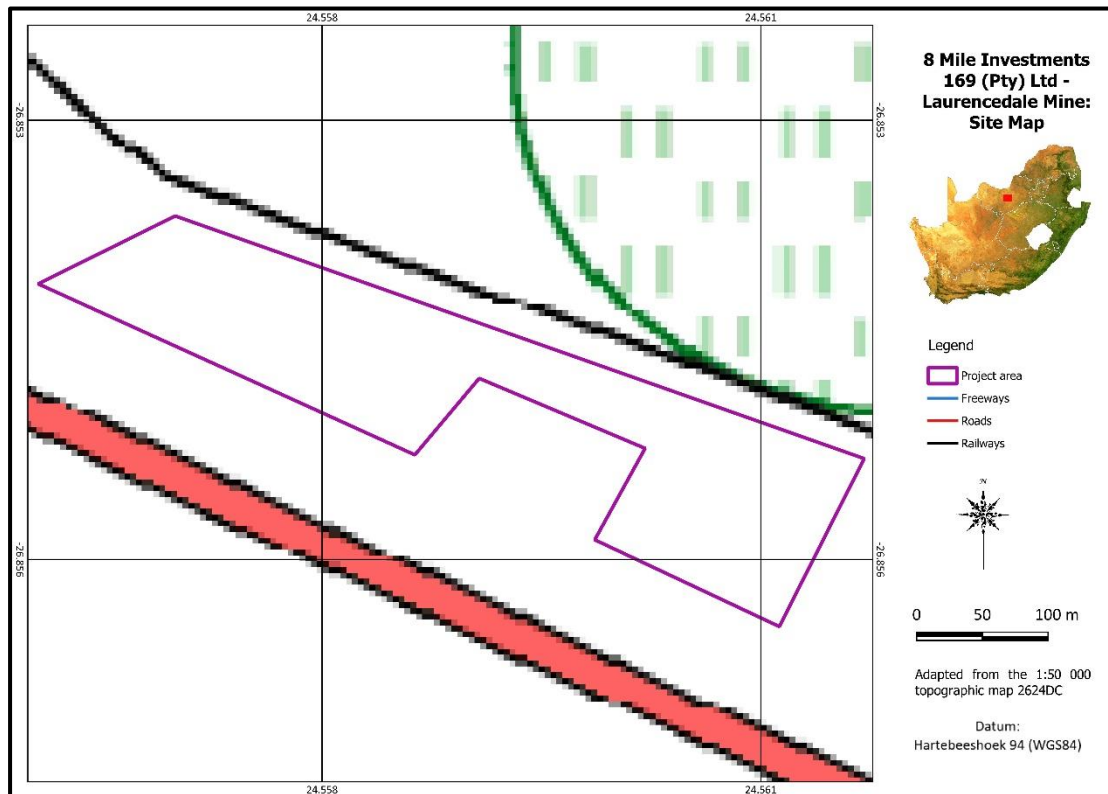 24.558
24.561
-26.853
-26.853
-26.856
-26.856
24.558
24.561
8 Mile Investments
169 (Pty) Ltd -
Laurencedale Mine:
Site Map
Legend
Project area
Freeways
Roads
Railways
N
0 50 100 m
Adapted from the 1:50 000
topographic map 2624DC
Datum:
Hartebeeshoek 94 (WGS84)